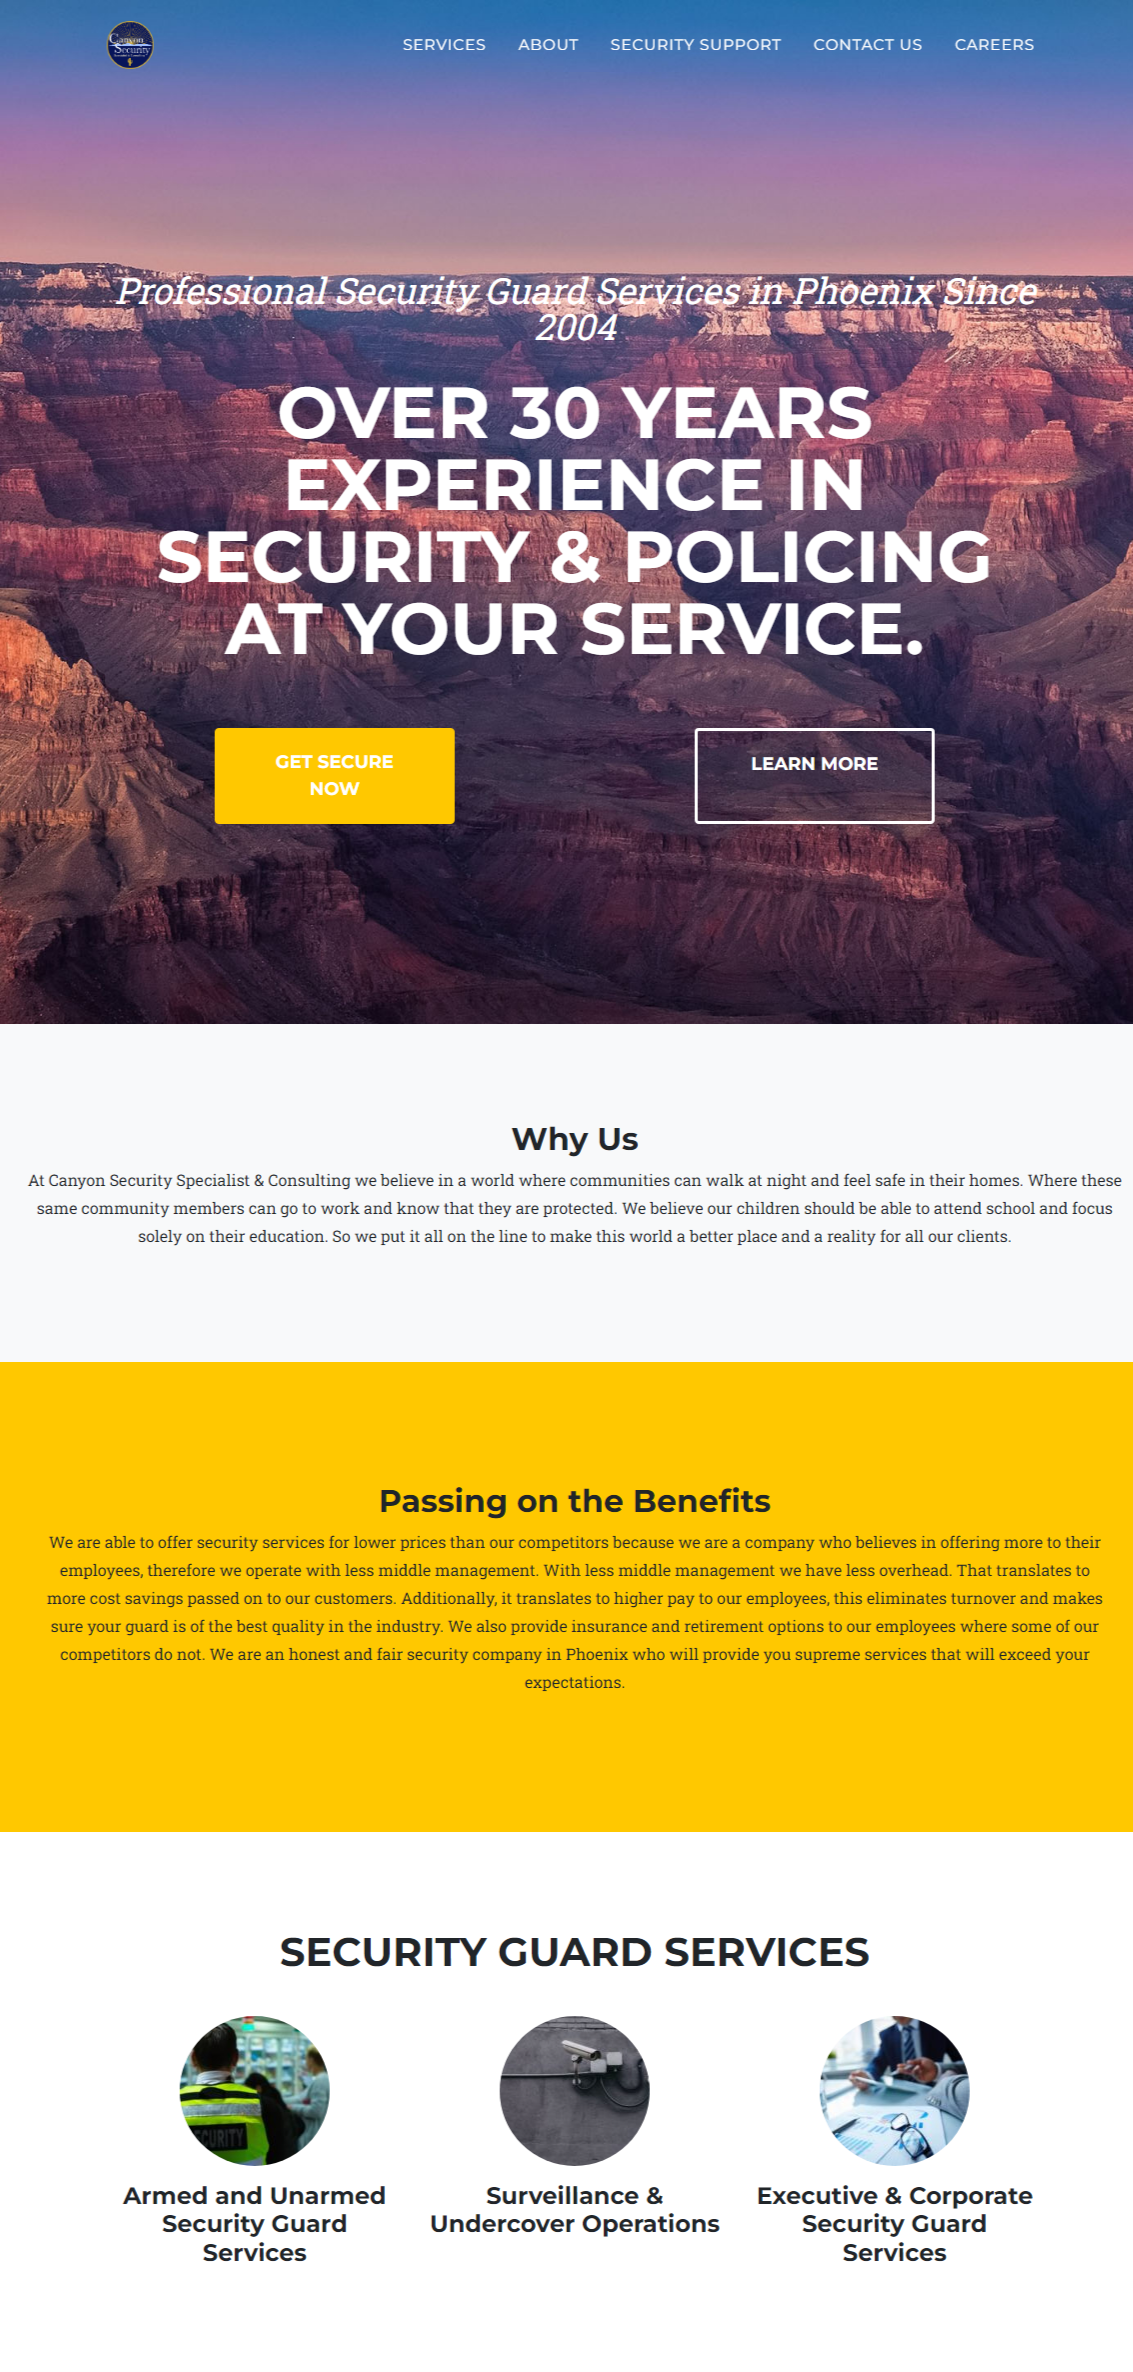 Canyon
Security
SERVICES ABOUT SECURITY SUPPORT CONTACT US CAREERS
Professional Security Guard Services in Phoenix Since
2004
OVER 30 YEARS
EXPERIENCE IN
SECURITY & POLICING
AT YOUR SERVICE.
GET SECURE
NOW
LEARN MORE
Why Us
At Canyon Security Specialist & Consulting we believe in a world where communities can walk at night and feel safe in their homes. Where these
same community members can go to work and know that they are protected. We believe our children should be able to attend school and focus
solely on their education. So we put it all on the line to make this world a better place and a reality for all our clients.
Passing on the Benefits
We are able to offer security services for lower prices than our competitors because we are a company who believes in offering more to their
employees, therefore we operate with less middle management. With less middle management we have less overhead. That translates to
more cost savings passed on to our customers. Additionally, it translates to higher pay to our employees, this eliminates turnover and makes
sure your guard is of the best quality in the industry. We also provide insurance and retirement options to our employees where some of our
competitors do not. We are an honest and fair security company in Phoenix who will provide you supreme services that will exceed your
expectations.
SECURITY GUARD SERVICES
CURITY
Armed and Unarmed
Security Guard
Services
Surveillance &
Undercover Operations
Executive & Corporate
Security Guard
Services